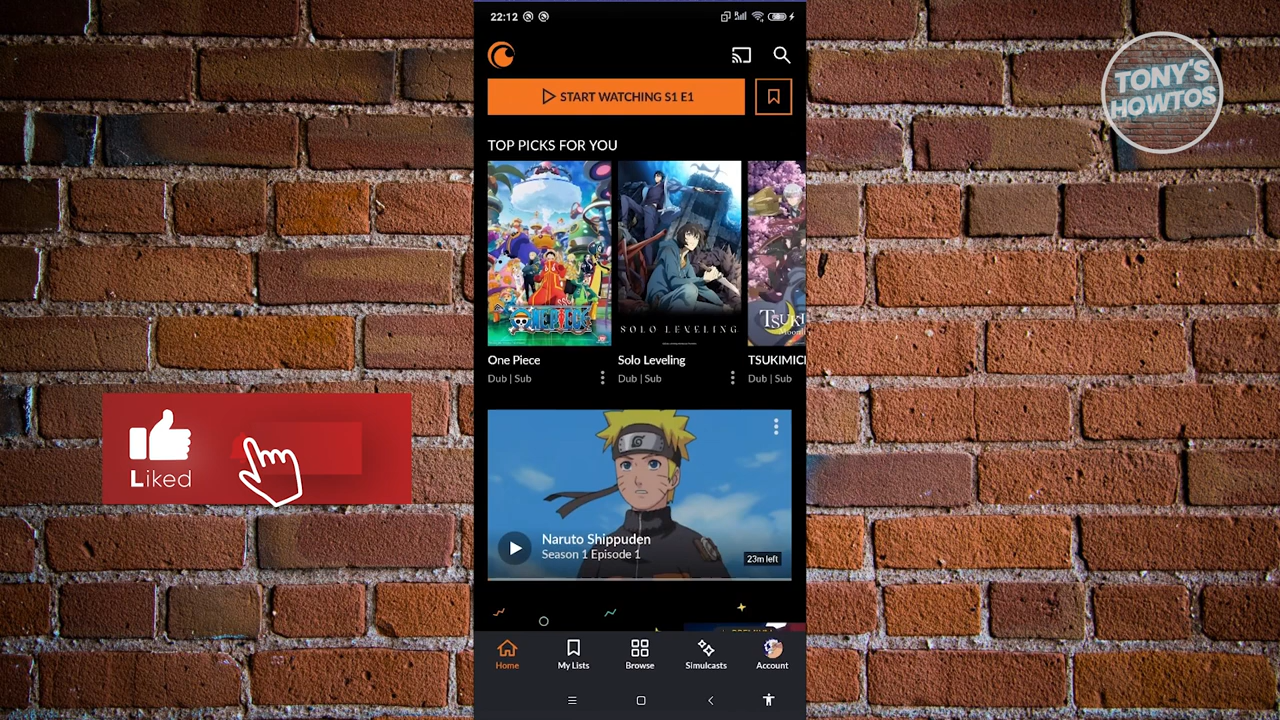 22:12
TONY'S
HOWTOS
START WATCHING S1 E1
TOP PICKS FOR YOU
ONE PIECE
SOLO LEVELING
TSUKI
One Piece
Solo Leveling
TSUKIMICI
Dub | Sub
Dub | Sub
Dub | Sub
Liked
Naruto Shippuden
Season 1 Episode 1
23m left
Home
My Lists
Browse
Simulcasts
Account